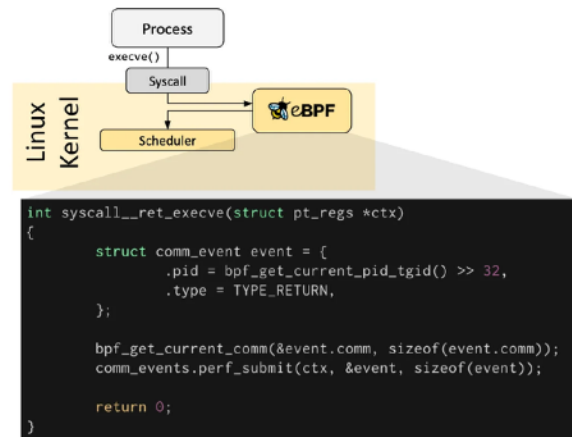 Process
execve()
Syscall
eBPF
Linux
Kernel
Scheduler
int syscall__ret_execve(struct pt_regs *ctx)
{
        struct comm_event event = {
                .pid = bpf_get_current_pid_tgid() >> 32,
                .type = TYPE_RETURN,
        };

        bpf_get_current_comm(&event.comm, sizeof(event.comm));
        comm_events.perf_submit(ctx, &event, sizeof(event));

        return 0;
}